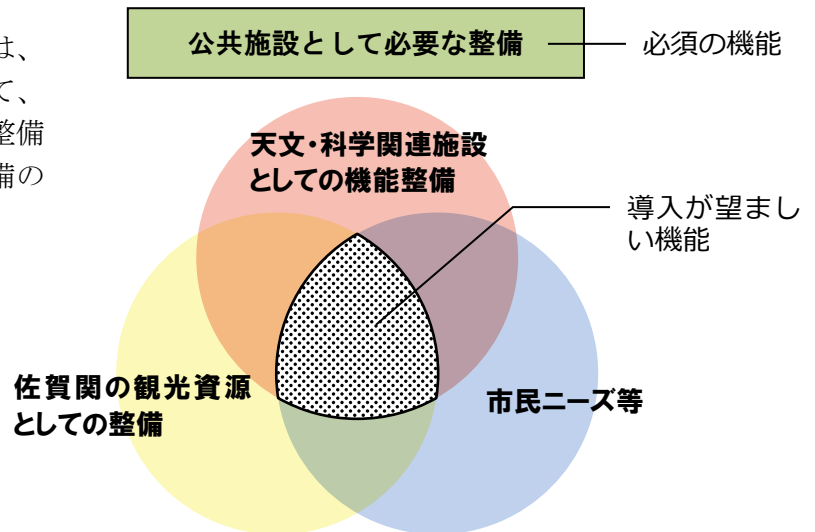 は、
て、
整備
備の
公共施設として必要な整備
必須の機能
天文・科学関連施設
としての機能整備
導入が望まし
い機能
佐賀関の観光資源
としての整備
市民ニーズ等